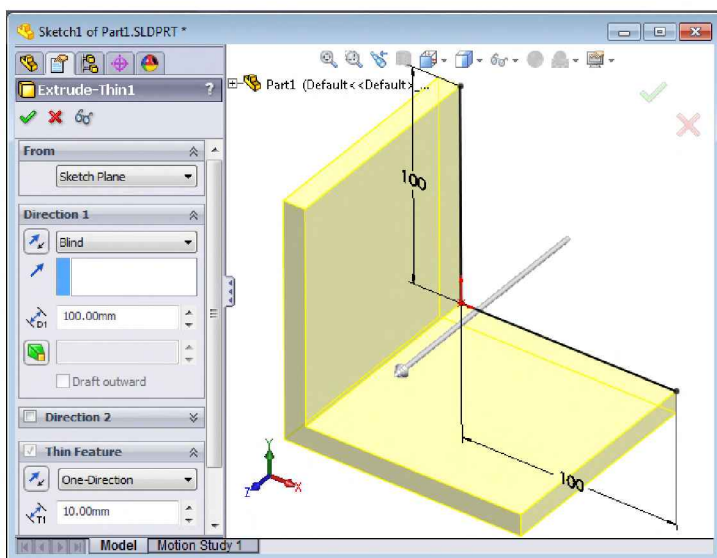 Sketch1 of Part1.SLDPRT *
Extrude-Thin1
?
From
Sketch Plane
Direction 1
Blind
D1
100.00mm
Draft outward
Direction 2
Thin Feature
One-Direction
T1
10.00mm
Part1 (Default<<Default>_...
100
100
Y
X
Z
Model
Motion Study 1